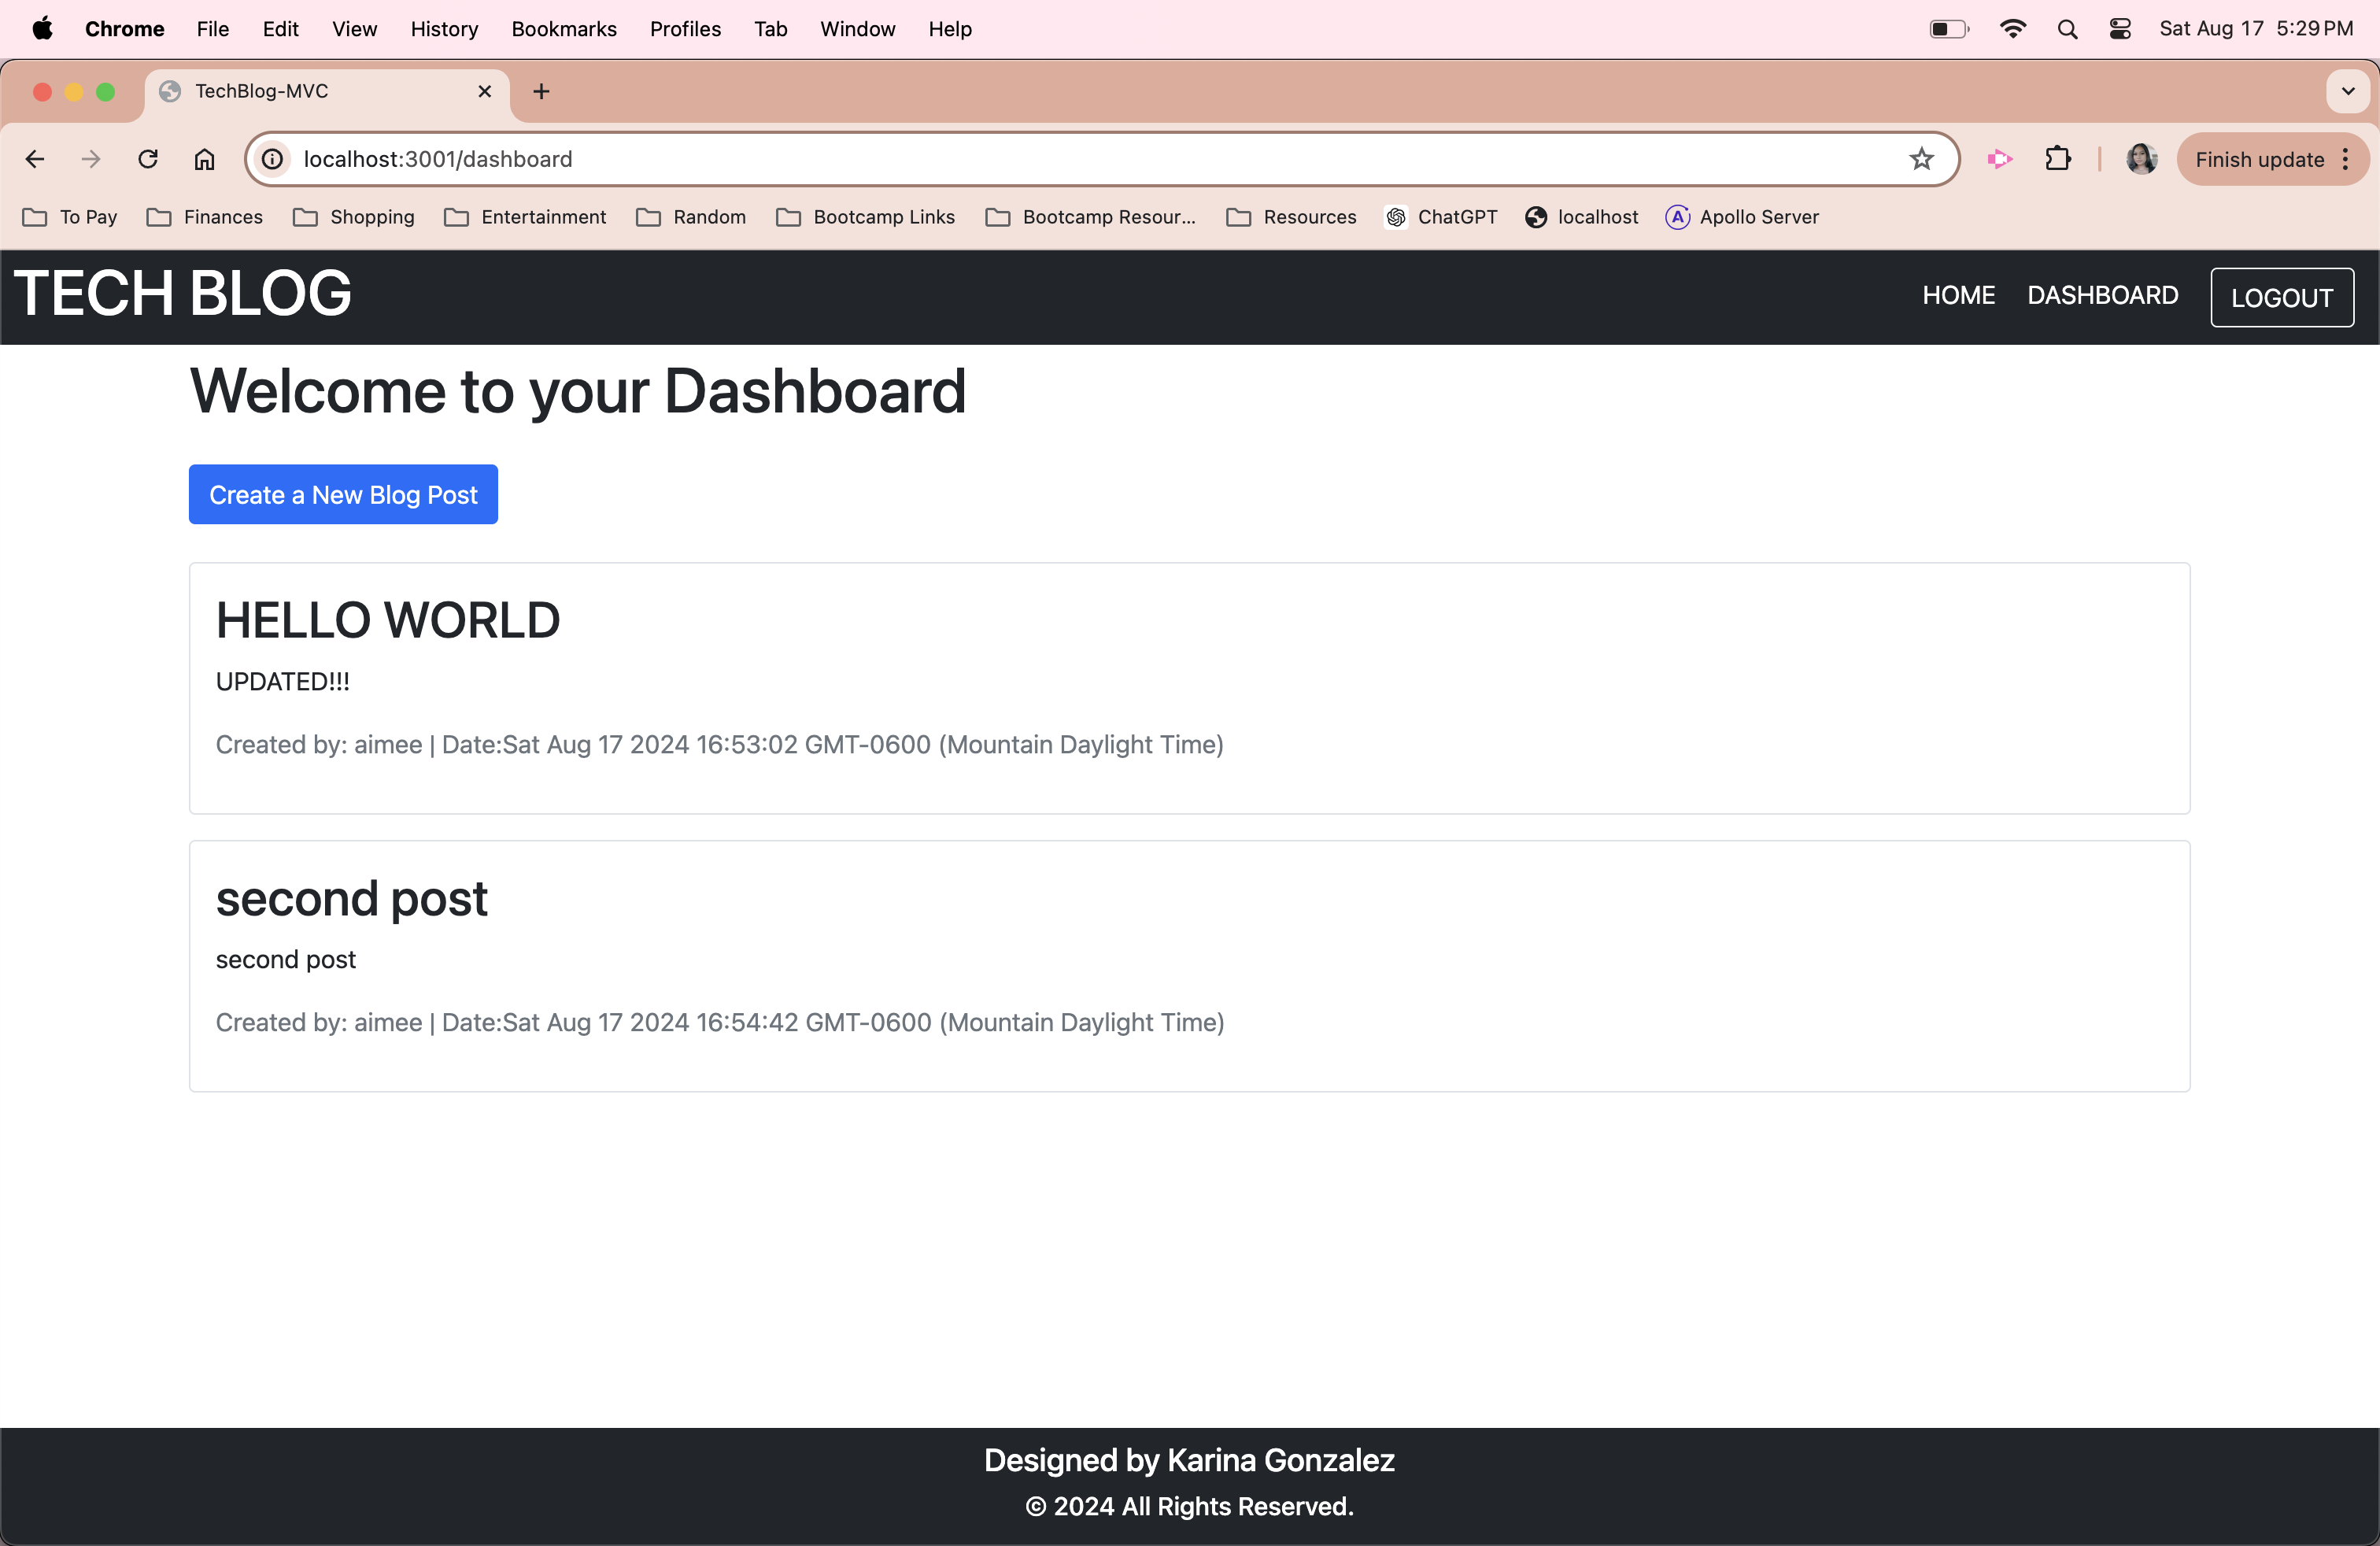 Chrome File Edit View History Bookmarks Profiles Tab Window Help Sat Aug 17 5:29 PM
TechBlog-MVC
localhost:3001/dashboard Finish update
To Pay Finances Shopping Entertainment Random Bootcamp Links Bootcamp Resour... Resources ChatGPT localhost Apollo Server
TECH BLOG HOME DASHBOARD LOGOUT
Welcome to your Dashboard
Create a New Blog Post
HELLO WORLD
UPDATED!!!
Created by: aimee | Date:Sat Aug 17 2024 16:53:02 GMT-0600 (Mountain Daylight Time)
second post
second post
Created by: aimee | Date:Sat Aug 17 2024 16:54:42 GMT-0600 (Mountain Daylight Time)
Designed by Karina Gonzalez
© 2024 All Rights Reserved.